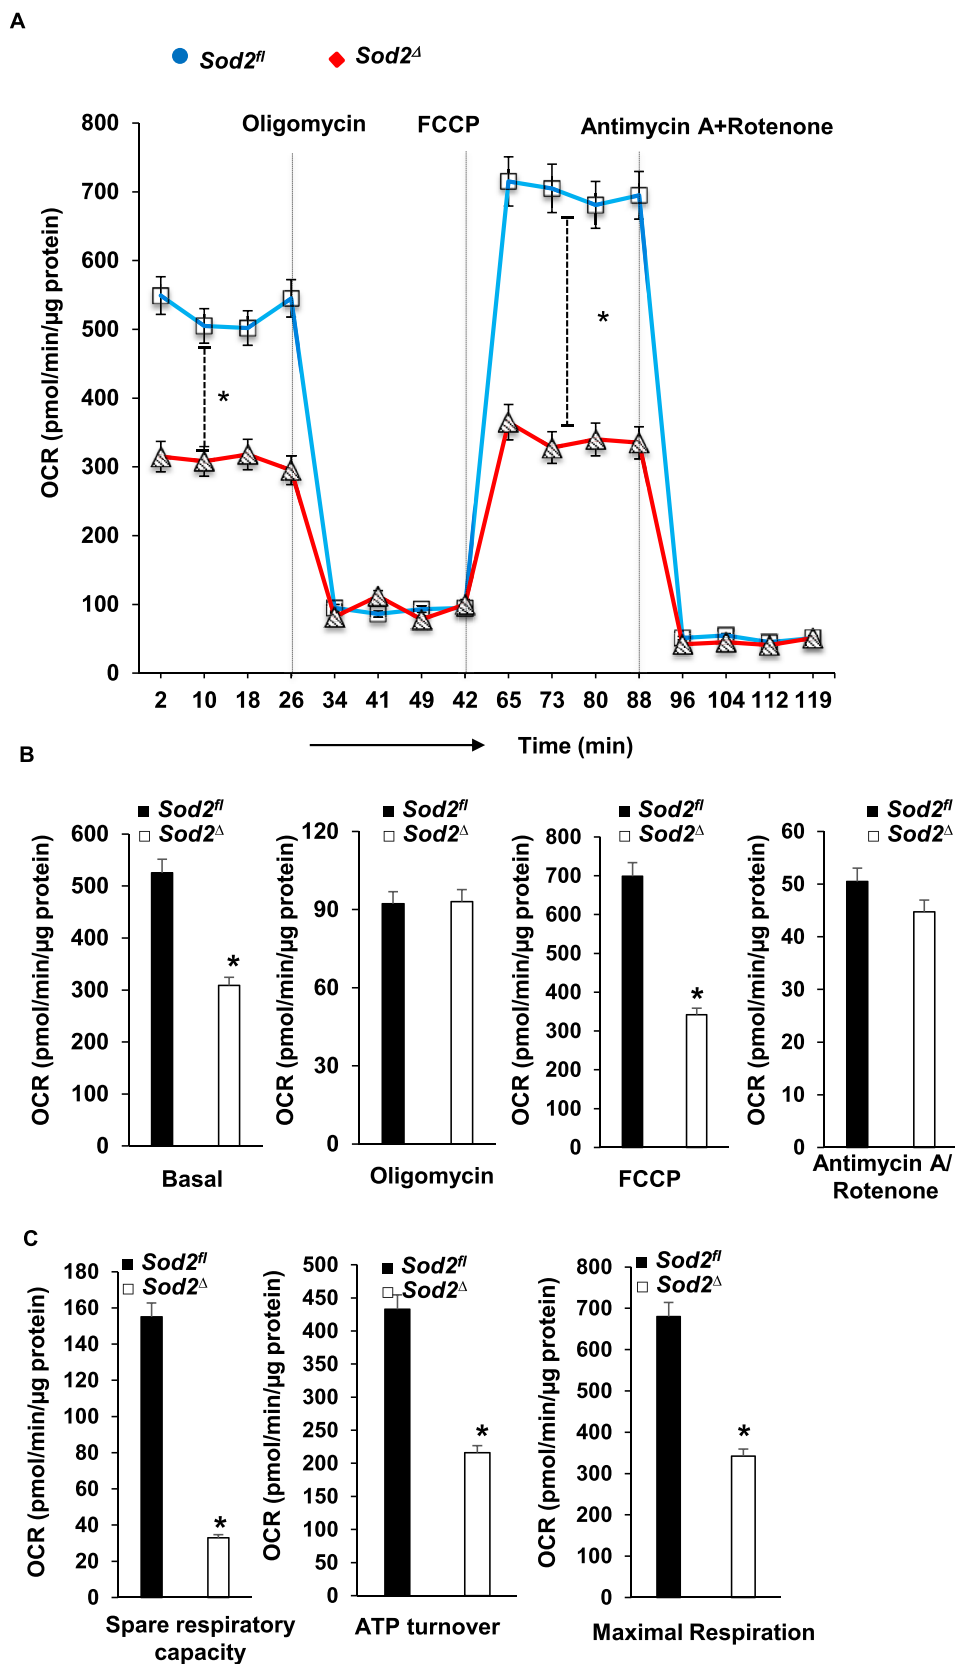 A
Sod2fl Sod2Δ
Oligomycin FCCP Antimycin A+Rotenone
OCR (pmol/min/µg protein)
800
700
600
500
400
300
200
100
0
*
*
2 10 18 26 34 41 49 42 65 73 80 88 96 104 112 119
Time (min)
B
Sod2fl
Sod2Δ
OCR (pmol/min/µg protein)
600
500
400
300
200
100
0
*
Basal
Sod2fl
Sod2Δ
OCR (pmol/min/µg protein)
120
90
60
30
0
Oligomycin
Sod2fl
Sod2Δ
OCR (pmol/min/µg protein)
800
700
600
500
400
300
200
100
0
*
FCCP
Sod2fl
Sod2Δ
OCR (pmol/min/µg protein)
60
50
40
30
20
10
0
Antimycin A/
Rotenone
C
Sod2fl
Sod2Δ
OCR (pmol/min/µg protein)
180
160
140
120
100
80
60
40
20
0
*
Spare respiratory
capacity
Sod2fl
Sod2Δ
OCR (pmol/min/µg protein)
500
450
400
350
300
250
200
150
100
50
0
*
ATP turnover
Sod2fl
Sod2Δ
OCR (pmol/min/µg protein)
800
700
600
500
400
300
200
100
0
*
Maximal Respiration